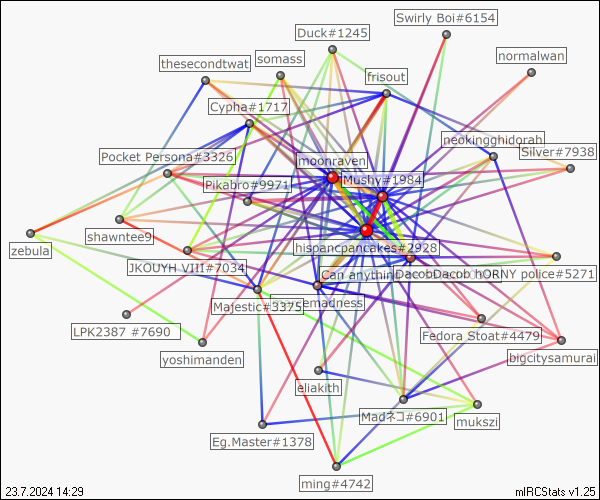 Swirly Boi#6154
Duck#1245
normalwan
thesecondtwat
somass
frisout
Cypha#1717
neokingghidorah
Silver#7938
Pocket Persona#3326
moonraven
Mushy#1984
Pikabro#9971
shawntee9
zebula
hispancpancakes#2928
JKOUYH VIII#7034
Can anything
DacobDacob
hORNY police#5271
Majestic#3375
emadness
LPK2387 #7690
Fedora Stoat#4479
yoshimanden
bigcitysamurai
eliakith
Madネコ#6901
mukszi
Eg.Master#1378
ming#4742
23.7.2024 14:29
mIRCStats v1.25